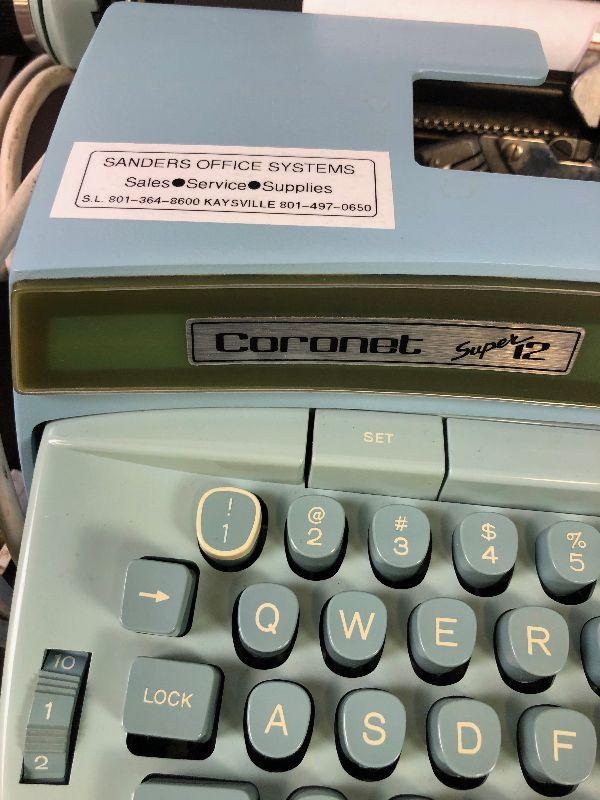 SANDERS OFFICE SYSTEMS
Sales●Service●Supplies
S.L. 801-364-8600 KAYSVILLE 801-497-0650
Coronet Super 12
SET
! @ # $ %
1 2 3 4 5
→ Q W E R
10
LOCK
1
A S D F
2